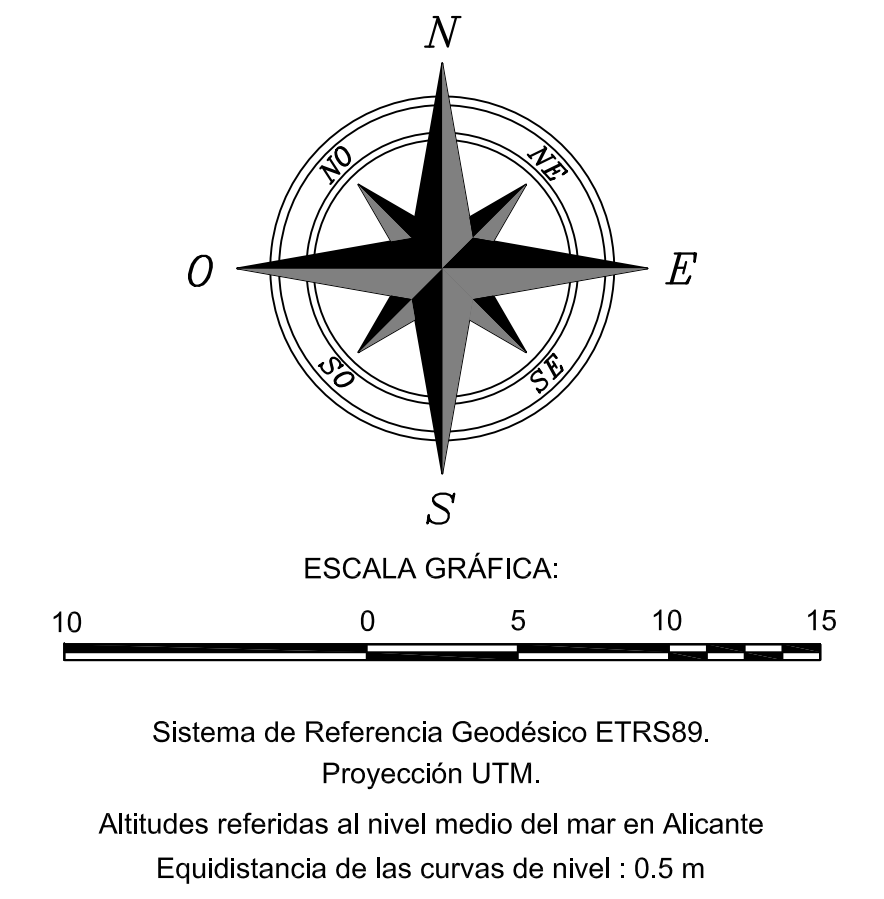 N
NO NE
O E
SO SE
S
ESCALA GRÁFICA:
10 0 5 10 15
Sistema de Referencia Geodésico ETRS89.
Proyección UTM.
Altitudes referidas al nivel medio del mar en Alicante
Equidistancia de las curvas de nivel : 0.5 m